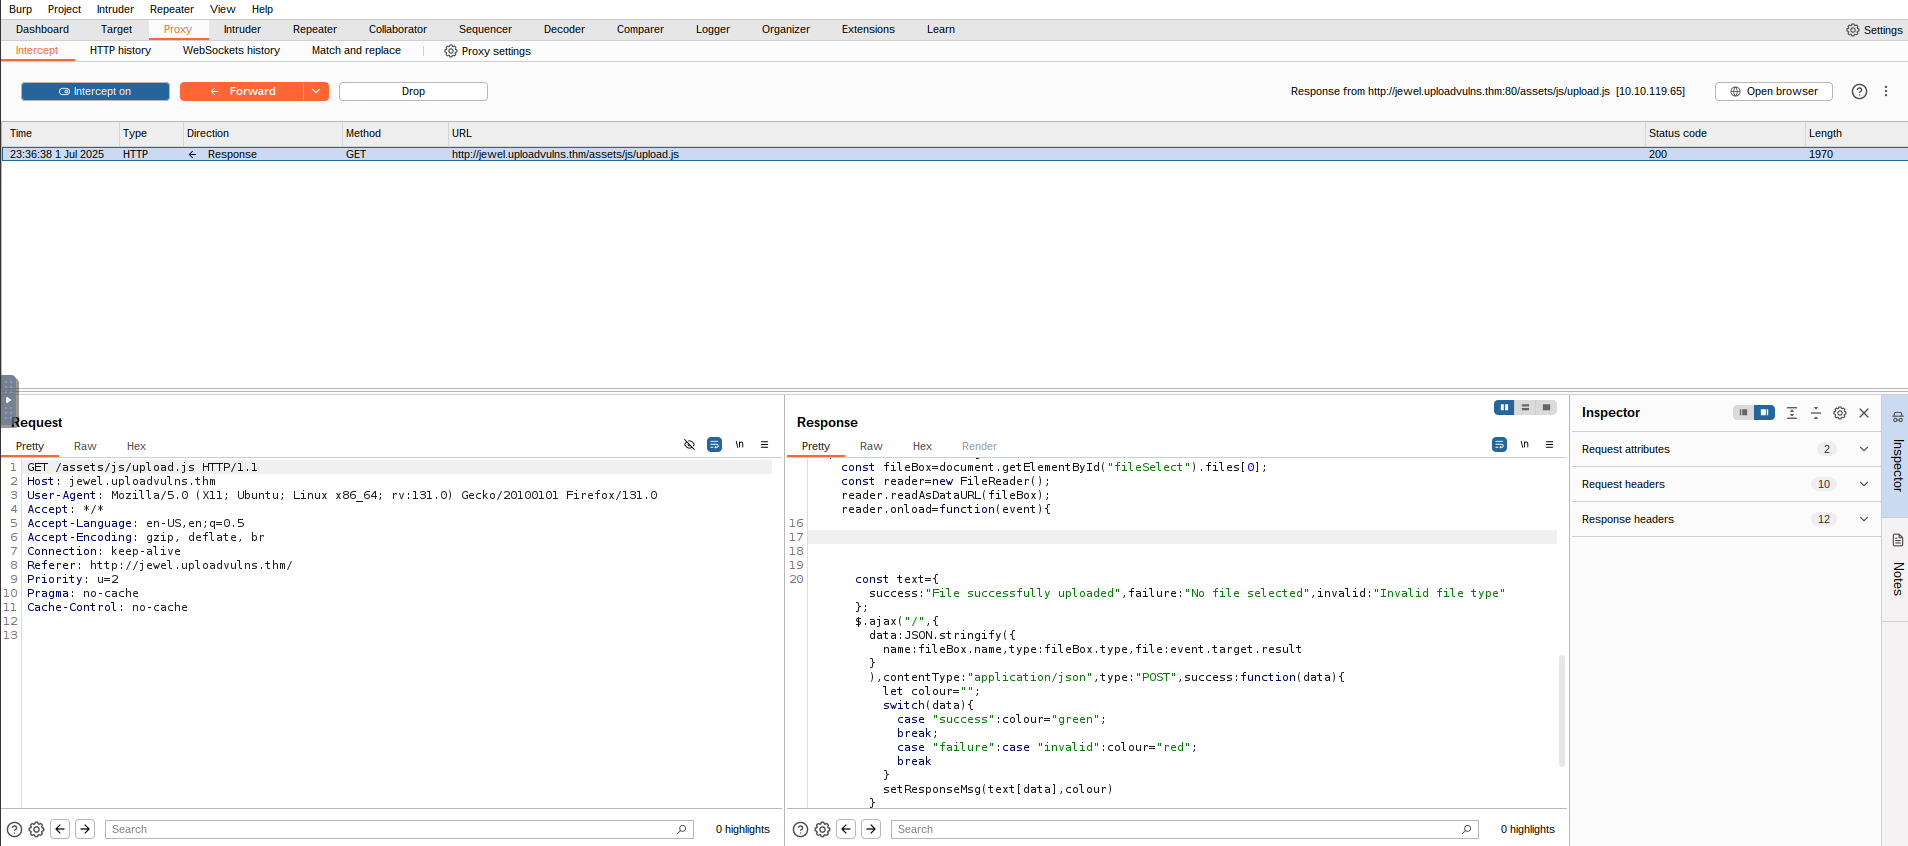 Burp Project Intruder Repeater View Help
Dashboard Target Proxy Intruder Repeater Collaborator Sequencer Decoder Comparer Logger Organizer Extensions Learn Settings
Intercept HTTP history WebSockets history Match and replace Proxy settings
Intercept on Forward Drop Response from http://jewel.uploadvulns.thm:80/assets/js/upload.js [10.10.119.65] Open browser
Time Type Direction Method URL Status code Length
23:36:38 1 Jul 2025 HTTP Response GET http://jewel.uploadvulns.thm/assets/js/upload.js 200 1970
Request
Pretty Raw Hex \n
1 GET /assets/js/upload.js HTTP/1.1
2 Host: jewel.uploadvulns.thm
3 User-Agent: Mozilla/5.0 (X11; Ubuntu; Linux x86_64; rv:131.0) Gecko/20100101 Firefox/131.0
4 Accept: */*
5 Accept-Language: en-US,en;q=0.5
6 Accept-Encoding: gzip, deflate, br
7 Connection: keep-alive
8 Referer: http://jewel.uploadvulns.thm/
9 Priority: u=2
10 Pragma: no-cache
11 Cache-Control: no-cache
12
13
Search 0 highlights
Response
Pretty Raw Hex Render \n
const fileBox=document.getElementById("fileSelect").files[0];
const reader=new FileReader();
reader.readAsDataURL(fileBox);
reader.onload=function(event){
16
17
18
19
20 const text={
success:"File successfully uploaded",failure:"No file selected",invalid:"Invalid file type"
};
$.ajax("/",{
data:JSON.stringify({
name:fileBox.name,type:fileBox.type,file:event.target.result
}
),contentType:"application/json",type:"POST",success:function(data){
let colour="";
switch(data){
case "success":colour="green";
break;
case "failure":case "invalid":colour="red";
break
}
setResponseMsg(text[data],colour)
}
Search 0 highlights
Inspector
Request attributes 2
Request headers 10
Response headers 12
Inspector
Notes